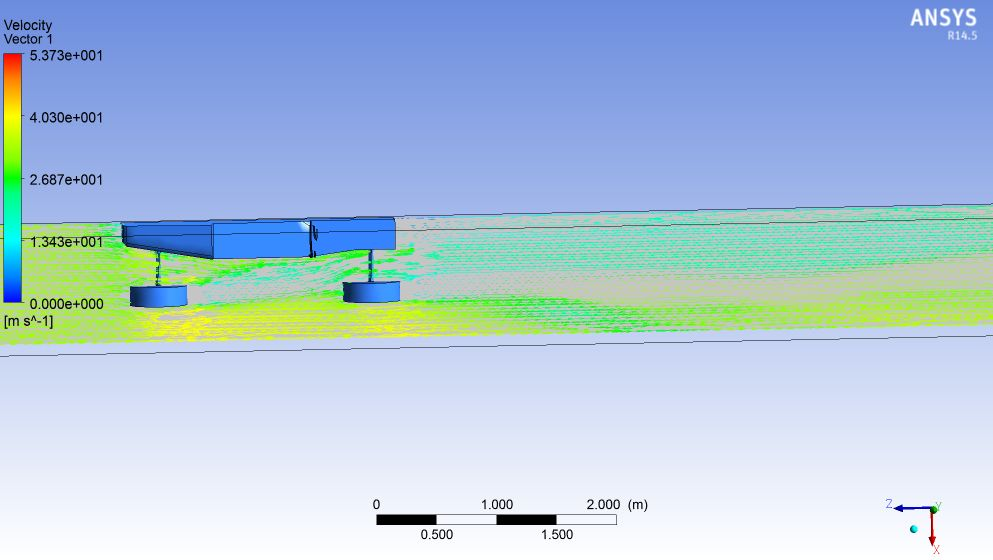 Velocity
Vector 1
5.373e+001
4.030e+001
2.687e+001
1.343e+001
0.000e+000
[m s^-1]
ANSYS
R14.5
0 1.000 2.000 (m)
0.500 1.500
Z Y
X